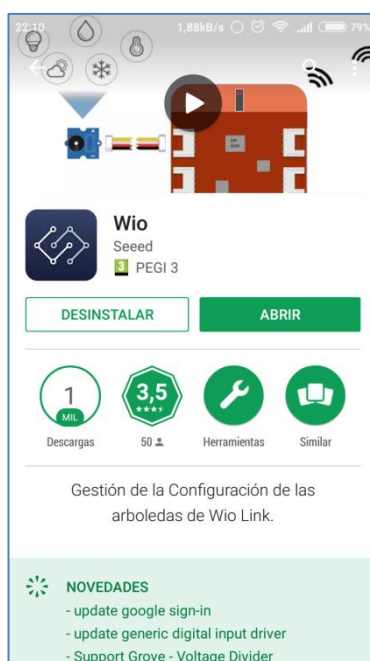 22:10 1,88kB/s 79%
Wio
Seeed
3 PEGI 3
DESINSTALAR ABRIR
1 MIL 3,5
Descargas 50 Herramientas Similar
Gestión de la Configuración de las
arboledas de Wio Link.
NOVEDADES
- update google sign-in
- update generic digital input driver
- Support Grove - Voltage Divider